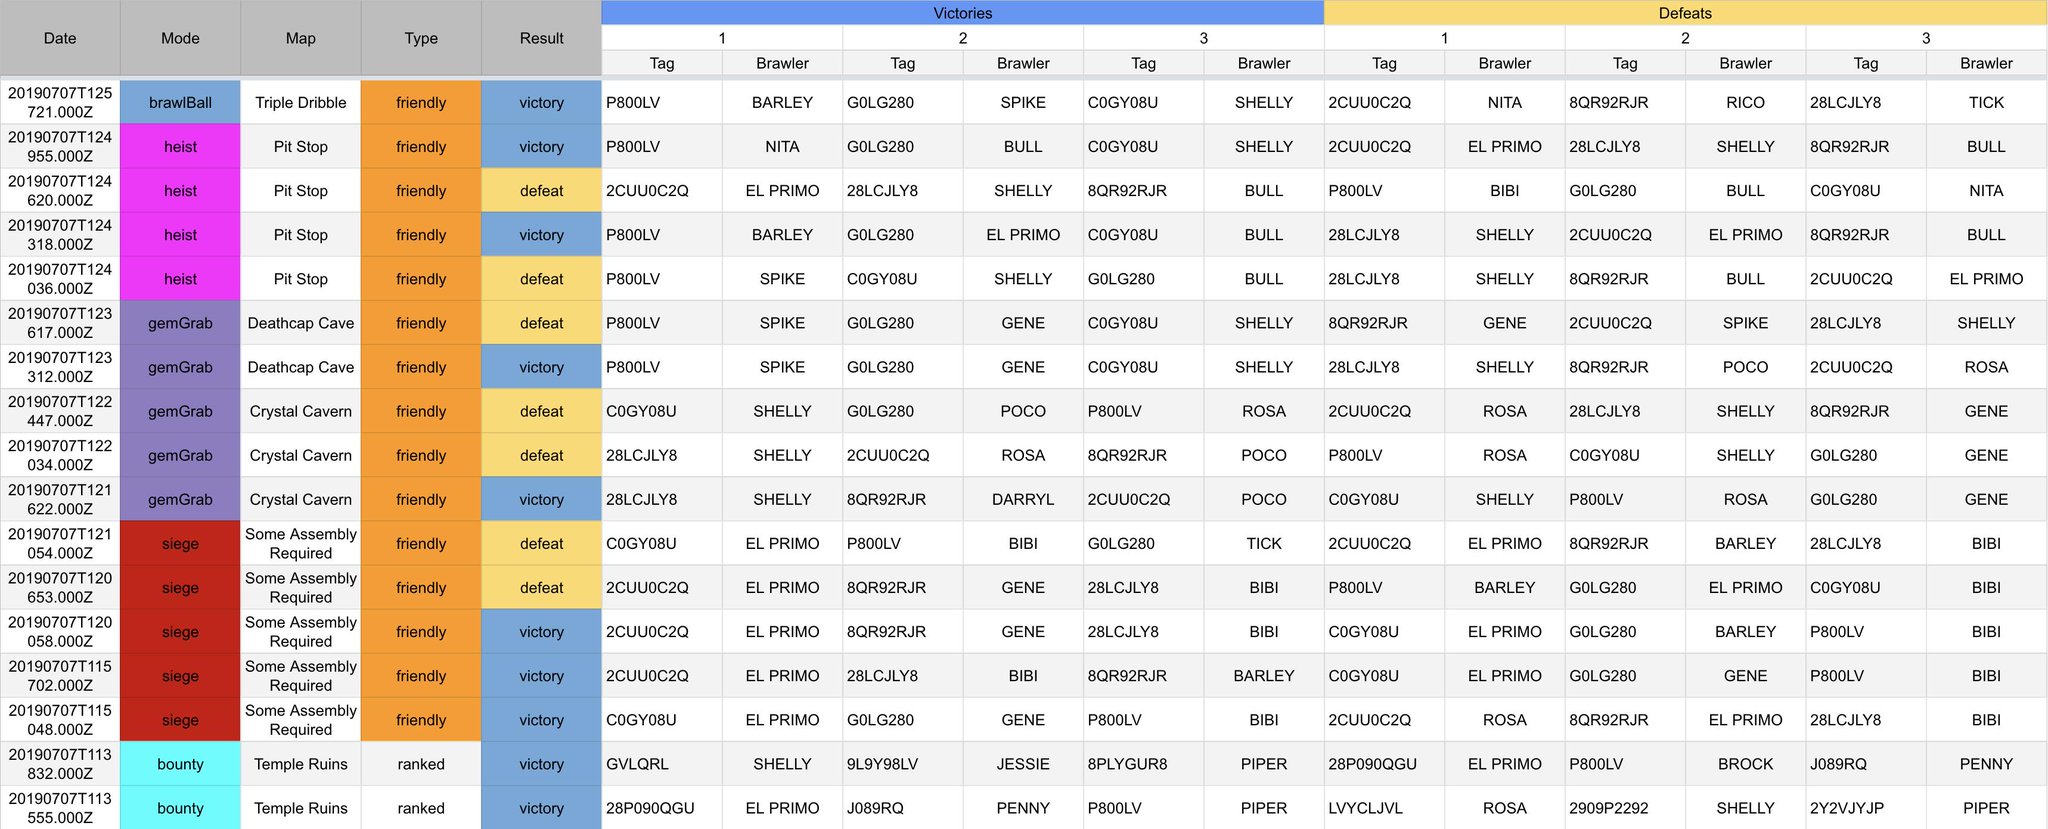 Date Mode Map Type Result Victories Defeats
1 2 3 1 2 3
Tag Brawler Tag Brawler Tag Brawler Tag Brawler Tag Brawler Tag Brawler
20190707T125721.000Z brawlBall Triple Dribble friendly victory P800LV BARLEY G0LG280 SPIKE C0GY08U SHELLY 2CUU0C2Q NITA 8QR92RJR RICO 28LCJLY8 TICK
20190707T124955.000Z heist Pit Stop friendly victory P800LV NITA G0LG280 BULL C0GY08U SHELLY 2CUU0C2Q EL PRIMO 28LCJLY8 SHELLY 8QR92RJR BULL
20190707T124620.000Z heist Pit Stop friendly defeat 2CUU0C2Q EL PRIMO 28LCJLY8 SHELLY 8QR92RJR BULL P800LV BIBI G0LG280 BULL C0GY08U NITA
20190707T124318.000Z heist Pit Stop friendly victory P800LV BARLEY G0LG280 EL PRIMO C0GY08U BULL 28LCJLY8 SHELLY 2CUU0C2Q EL PRIMO 8QR92RJR BULL
20190707T124036.000Z heist Pit Stop friendly defeat P800LV SPIKE C0GY08U SHELLY G0LG280 BULL 28LCJLY8 SHELLY 8QR92RJR BULL 2CUU0C2Q EL PRIMO
20190707T123617.000Z gemGrab Deathcap Cave friendly defeat P800LV SPIKE G0LG280 GENE C0GY08U SHELLY 8QR92RJR GENE 2CUU0C2Q SPIKE 28LCJLY8 SHELLY
20190707T123312.000Z gemGrab Deathcap Cave friendly victory P800LV SPIKE G0LG280 GENE C0GY08U SHELLY 28LCJLY8 SHELLY 8QR92RJR POCO 2CUU0C2Q ROSA
20190707T122447.000Z gemGrab Crystal Cavern friendly defeat C0GY08U SHELLY G0LG280 POCO P800LV ROSA 2CUU0C2Q ROSA 28LCJLY8 SHELLY 8QR92RJR GENE
20190707T122034.000Z gemGrab Crystal Cavern friendly defeat 28LCJLY8 SHELLY 2CUU0C2Q ROSA 8QR92RJR POCO P800LV ROSA C0GY08U SHELLY G0LG280 GENE
20190707T121622.000Z gemGrab Crystal Cavern friendly victory 28LCJLY8 SHELLY 8QR92RJR DARRYL 2CUU0C2Q POCO C0GY08U SHELLY P800LV ROSA G0LG280 GENE
20190707T121054.000Z siege Some Assembly Required friendly defeat C0GY08U EL PRIMO P800LV BIBI G0LG280 TICK 2CUU0C2Q EL PRIMO 8QR92RJR BARLEY 28LCJLY8 BIBI
20190707T120653.000Z siege Some Assembly Required friendly defeat 2CUU0C2Q EL PRIMO 8QR92RJR GENE 28LCJLY8 BIBI P800LV BARLEY G0LG280 EL PRIMO C0GY08U BIBI
20190707T120058.000Z siege Some Assembly Required friendly victory 2CUU0C2Q EL PRIMO 8QR92RJR GENE 28LCJLY8 BIBI C0GY08U EL PRIMO G0LG280 BARLEY P800LV BIBI
20190707T115702.000Z siege Some Assembly Required friendly victory 2CUU0C2Q EL PRIMO 28LCJLY8 BIBI 8QR92RJR BARLEY C0GY08U EL PRIMO G0LG280 GENE P800LV BIBI
20190707T115048.000Z siege Some Assembly Required friendly victory C0GY08U EL PRIMO G0LG280 GENE P800LV BIBI 2CUU0C2Q ROSA 8QR92RJR EL PRIMO 28LCJLY8 BIBI
20190707T113832.000Z bounty Temple Ruins ranked victory GVLQRL SHELLY 9L9Y98LV JESSIE 8PLYGUR8 PIPER 28P090QGU EL PRIMO P800LV BROCK J089RQ PENNY
20190707T113555.000Z bounty Temple Ruins ranked victory 28P090QGU EL PRIMO J089RQ PENNY P800LV PIPER LVYCLJVL ROSA 2909P2292 SHELLY 2Y2VJYJP PIPER